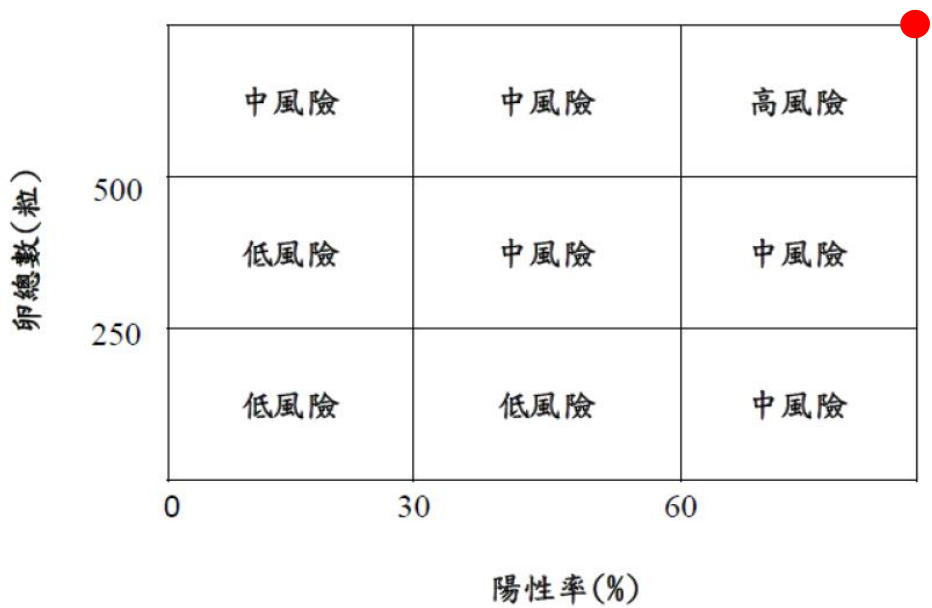 中風險 中風險 高風險
500
低風險 中風險 中風險
250
低風險 低風險 中風險
0 30 60
卵總數(粒)
陽性率(%)